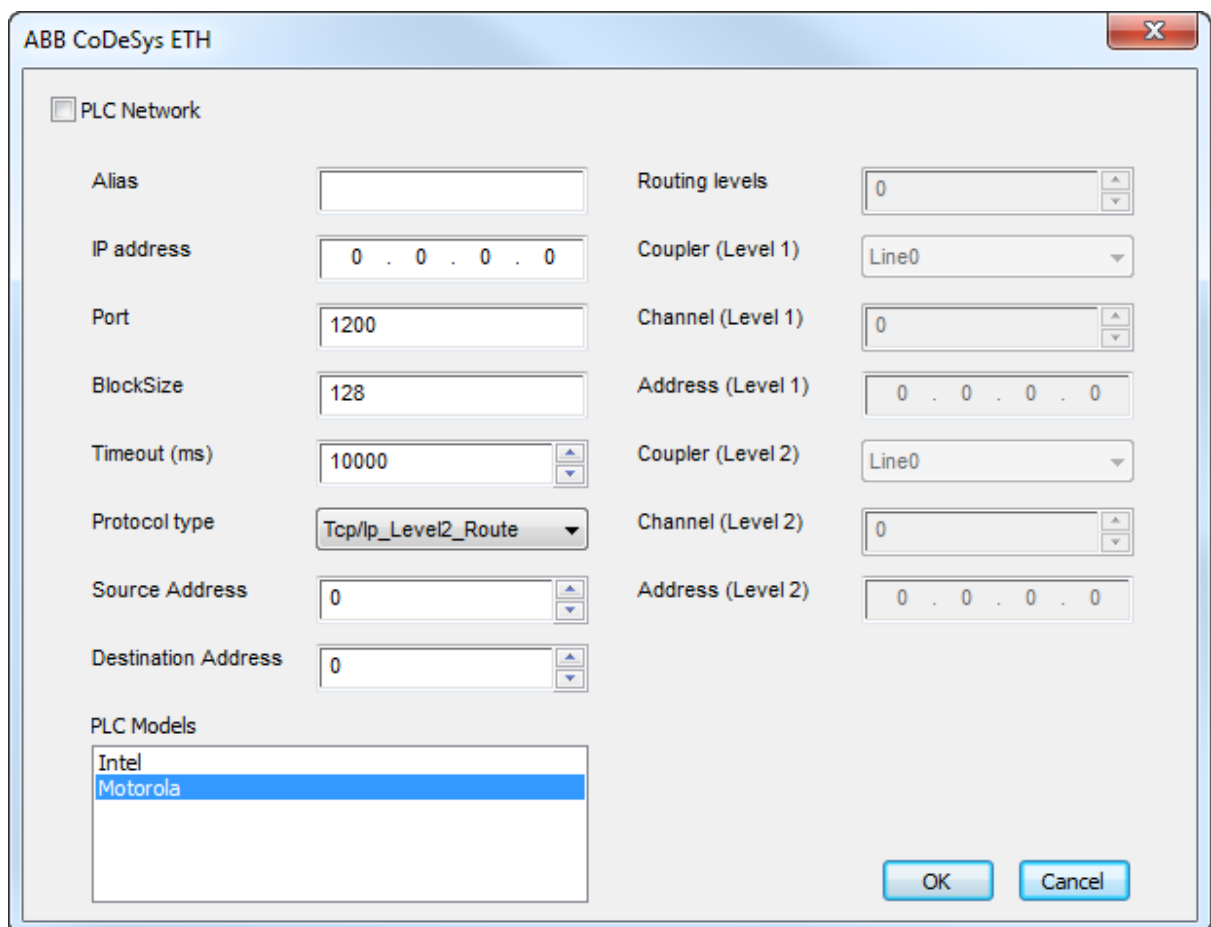 ABB CoDeSys ETH
PLC Network
Alias
Routing levels 0
IP address 0 . 0 . 0 . 0
Coupler (Level 1) Line0
Port 1200
Channel (Level 1) 0
BlockSize 128
Address (Level 1) 0 . 0 . 0 . 0
Timeout (ms) 10000
Coupler (Level 2) Line0
Protocol type Tcp/Ip_Level2_Route
Channel (Level 2) 0
Source Address 0
Address (Level 2) 0 . 0 . 0 . 0
Destination Address 0
PLC Models
Intel
Motorola
OK Cancel